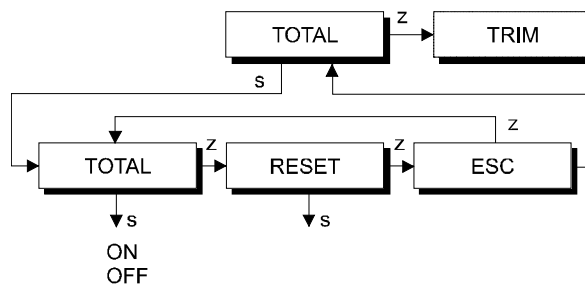 TOTAL z TRIM
s
z
TOTAL z RESET z ESC
s s
ON
OFF